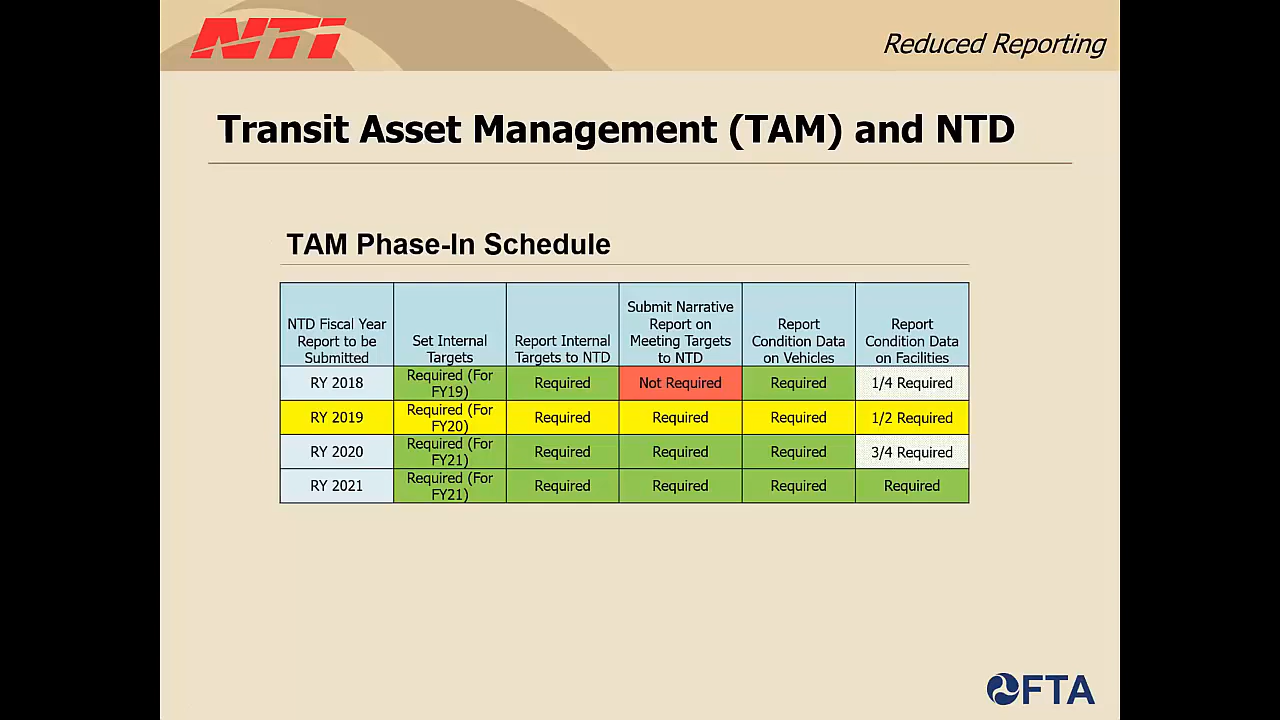 NTI
Reduced Reporting
Transit Asset Management (TAM) and NTD
TAM Phase-In Schedule
NTD Fiscal Year
Report to be
Submitted
Set Internal
Targets
Report Internal
Targets to NTD
Submit Narrative
Report on
Meeting Targets
to NTD
Report
Condition Data
on Vehicles
Report
Condition Data
on Facilities
RY 2018
Required (For
FY19)
Required
Not Required
Required
1/4 Required
RY 2019
Required (For
FY20)
Required
Required
Required
1/2 Required
RY 2020
Required (For
FY21)
Required
Required
Required
3/4 Required
RY 2021
Required (For
FY21)
Required
Required
Required
Required
FTA